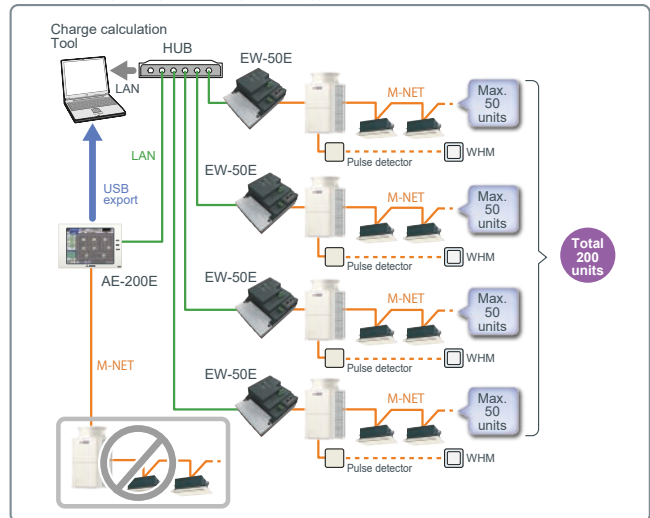 Charge calculation
Tool
HUB
LAN
EW-50E
M-NET
Max.
50
units
Pulse detector
WHM
LAN
USB
export
EW-50E
M-NET
Max.
50
units
Pulse detector
WHM
AE-200E
Total
200
units
EW-50E
M-NET
Max.
50
units
Pulse detector
WHM
M-NET
EW-50E
M-NET
Max.
50
units
Pulse detector
WHM